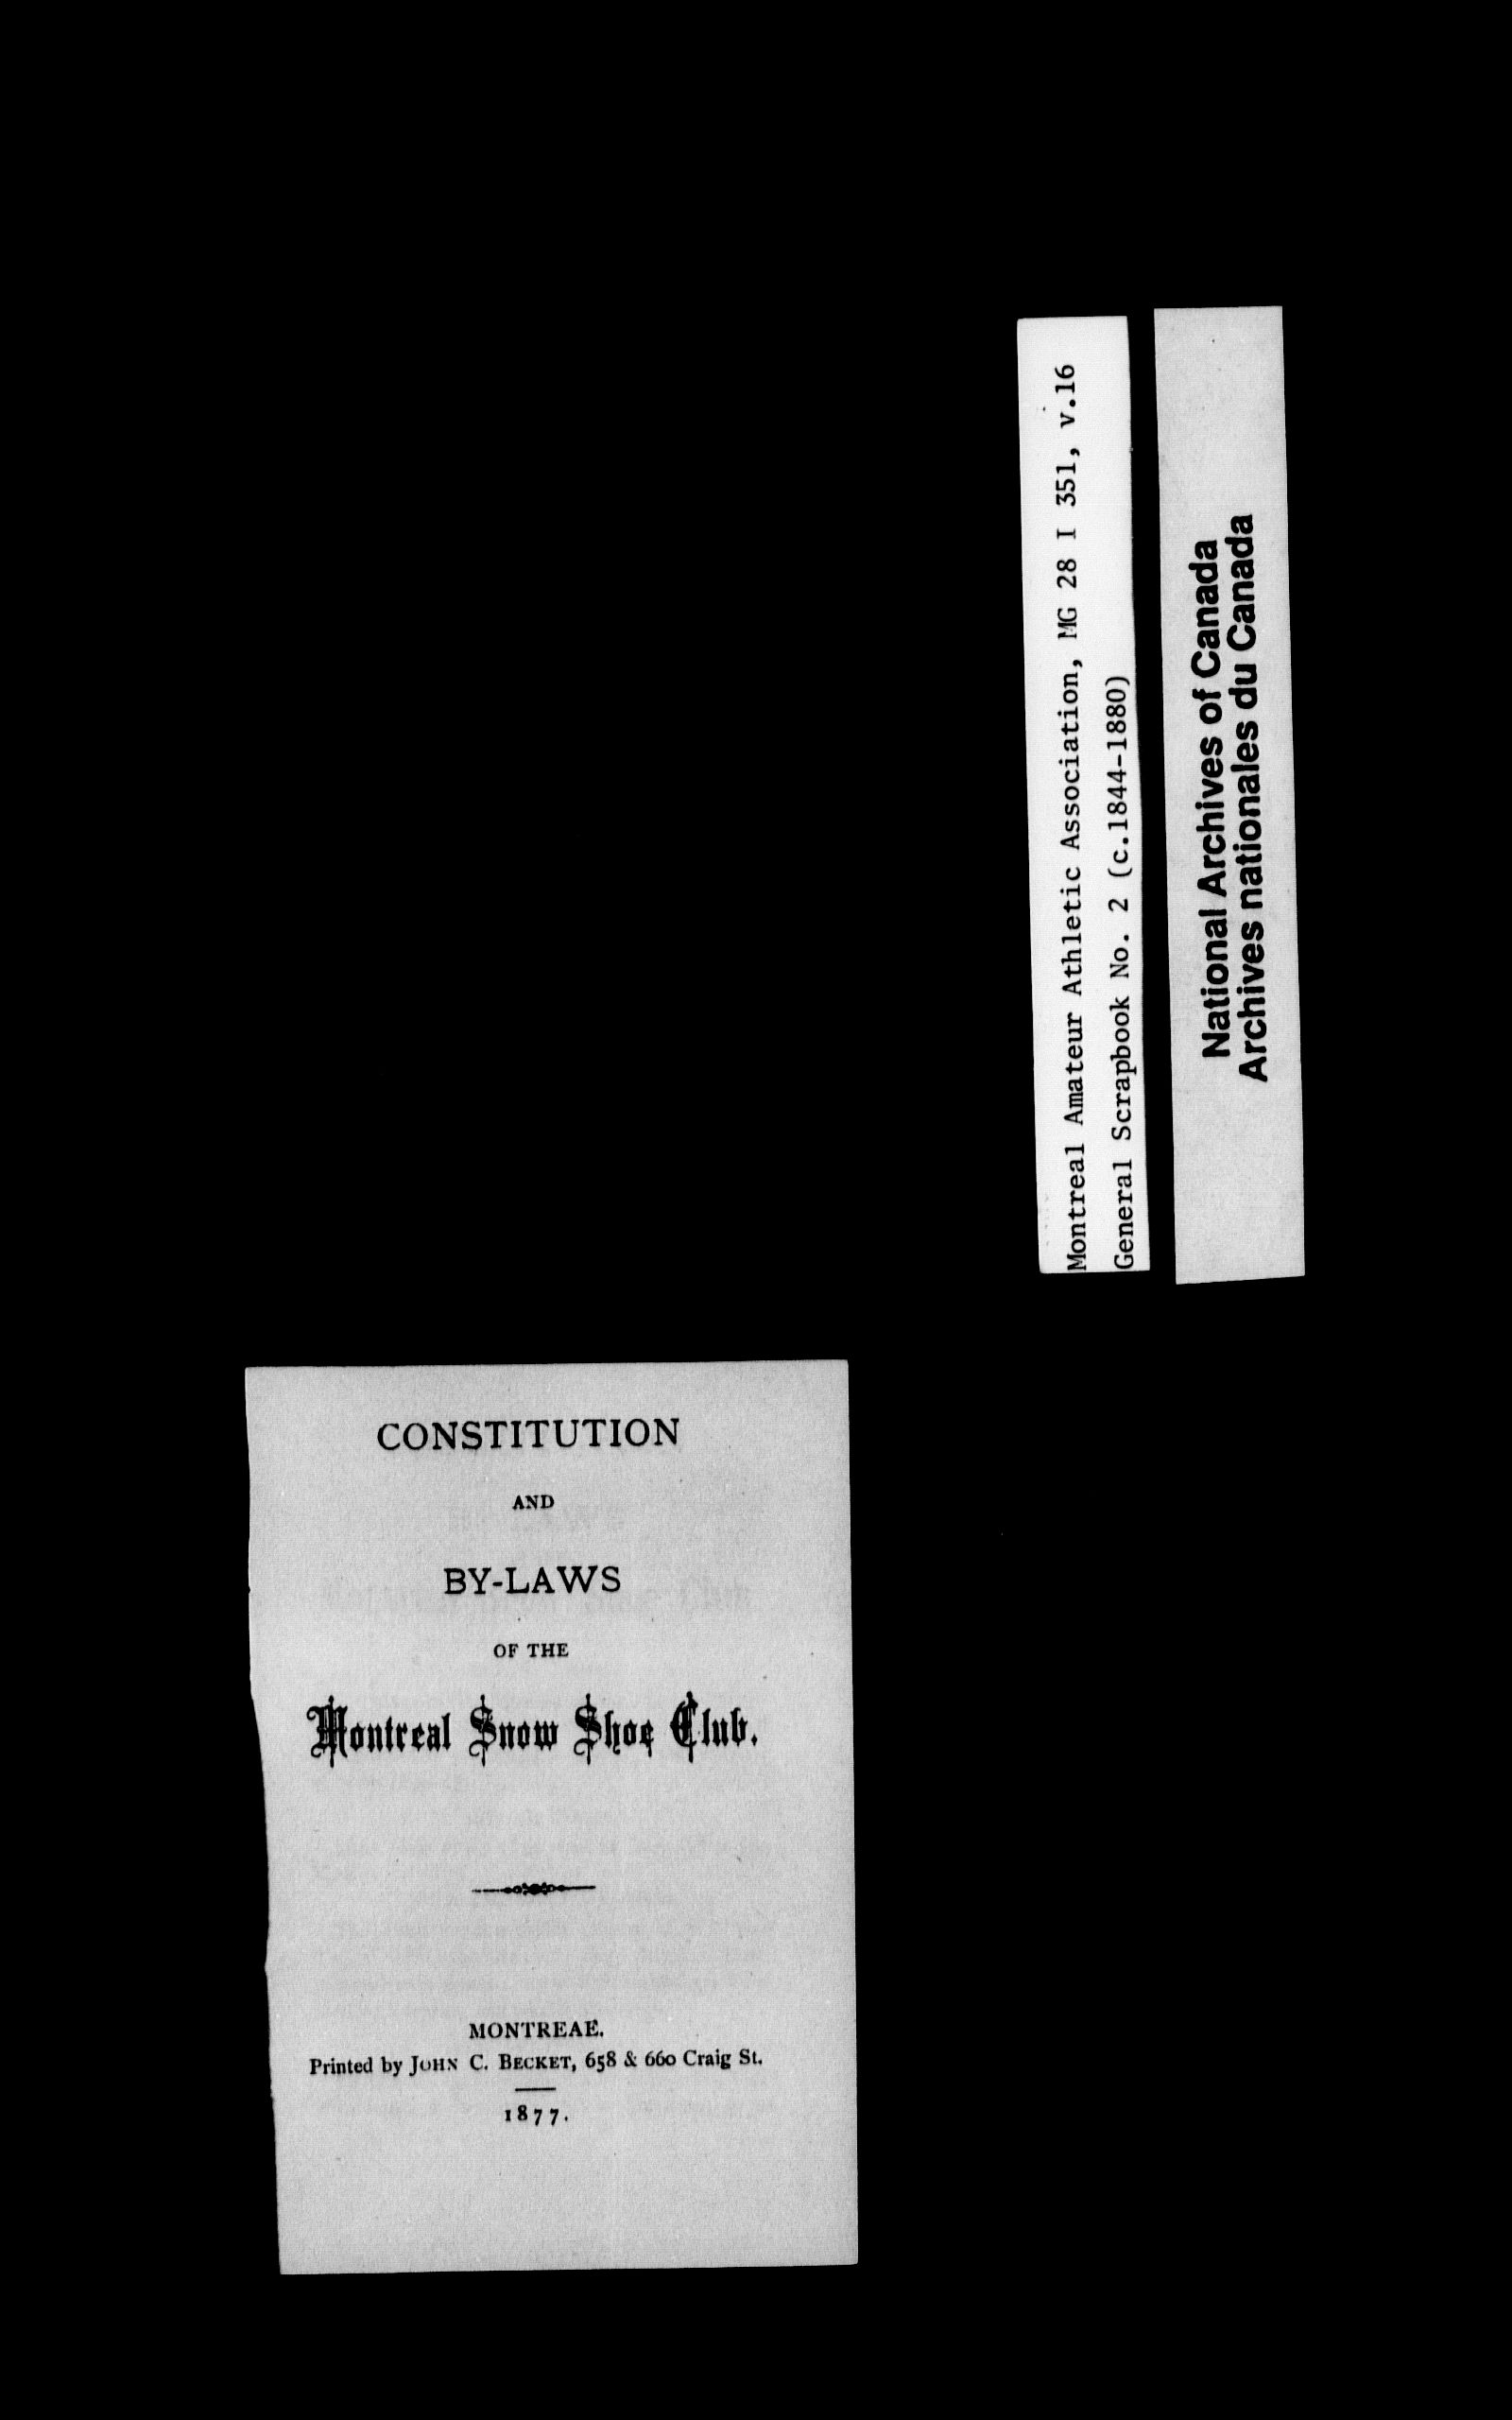 Montreal Amateur Athletic Association, MG 28 I 351, v.16
General Scrapbook No. 2 (c.1844-1880)
National Archives of Canada
Archives nationales du Canada
CONSTITUTION
AND
BY-LAWS
OF THE
Montreal Snow Shoe Club.
MONTREAL.
Printed by JOHN C. BECKET, 658 & 660 Craig St.
1877.